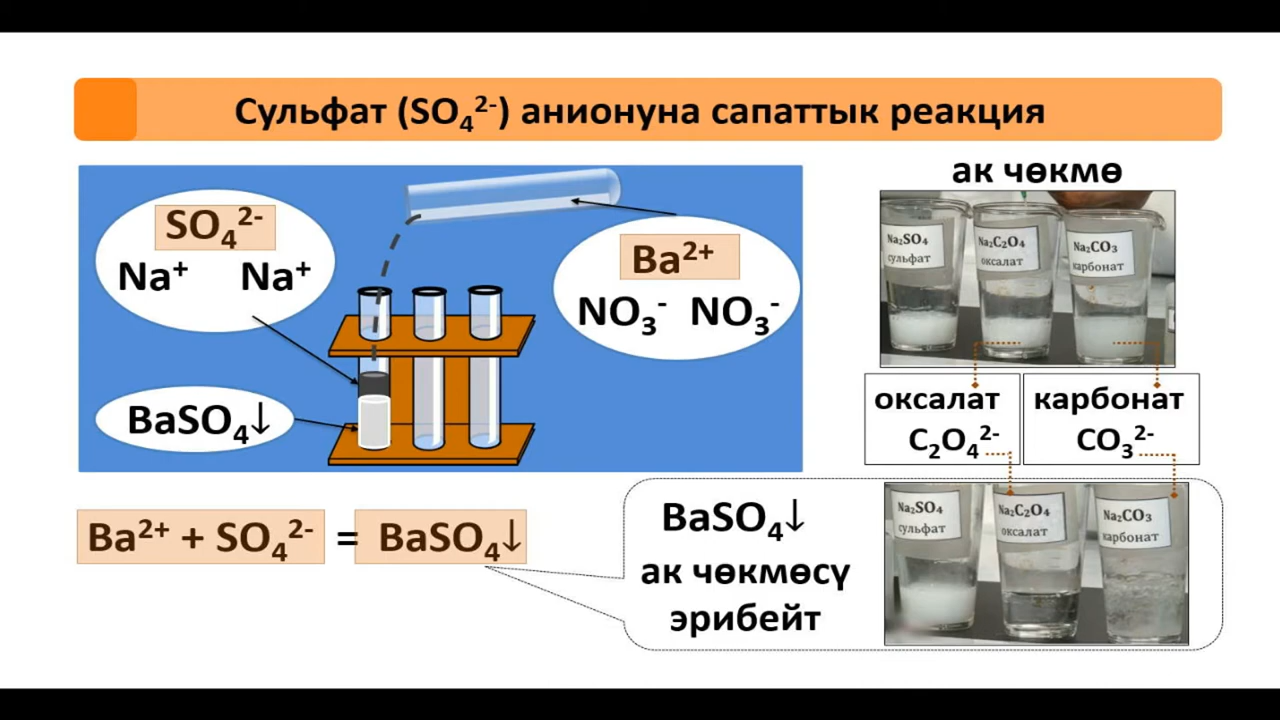 Сульфат (SO₄²⁻) анионуна сапаттык реакция
SO₄²⁻
Na⁺ Na⁺
Ba²⁺
NO₃⁻ NO₃⁻
BaSO₄↓
Ba²⁺ + SO₄²⁻ = BaSO₄↓
ак чөкмө
Na₂SO₄
сульфат
Na₂C₂O₄
оксалат
Na₂CO₃
карбонат
оксалат
C₂O₄²⁻
карбонат
CO₃²⁻
BaSO₄↓
ак чөкмөсү
эрибейт
Na₂SO₄
сульфат
Na₂C₂O₄
оксалат
Na₂CO₃
карбонат